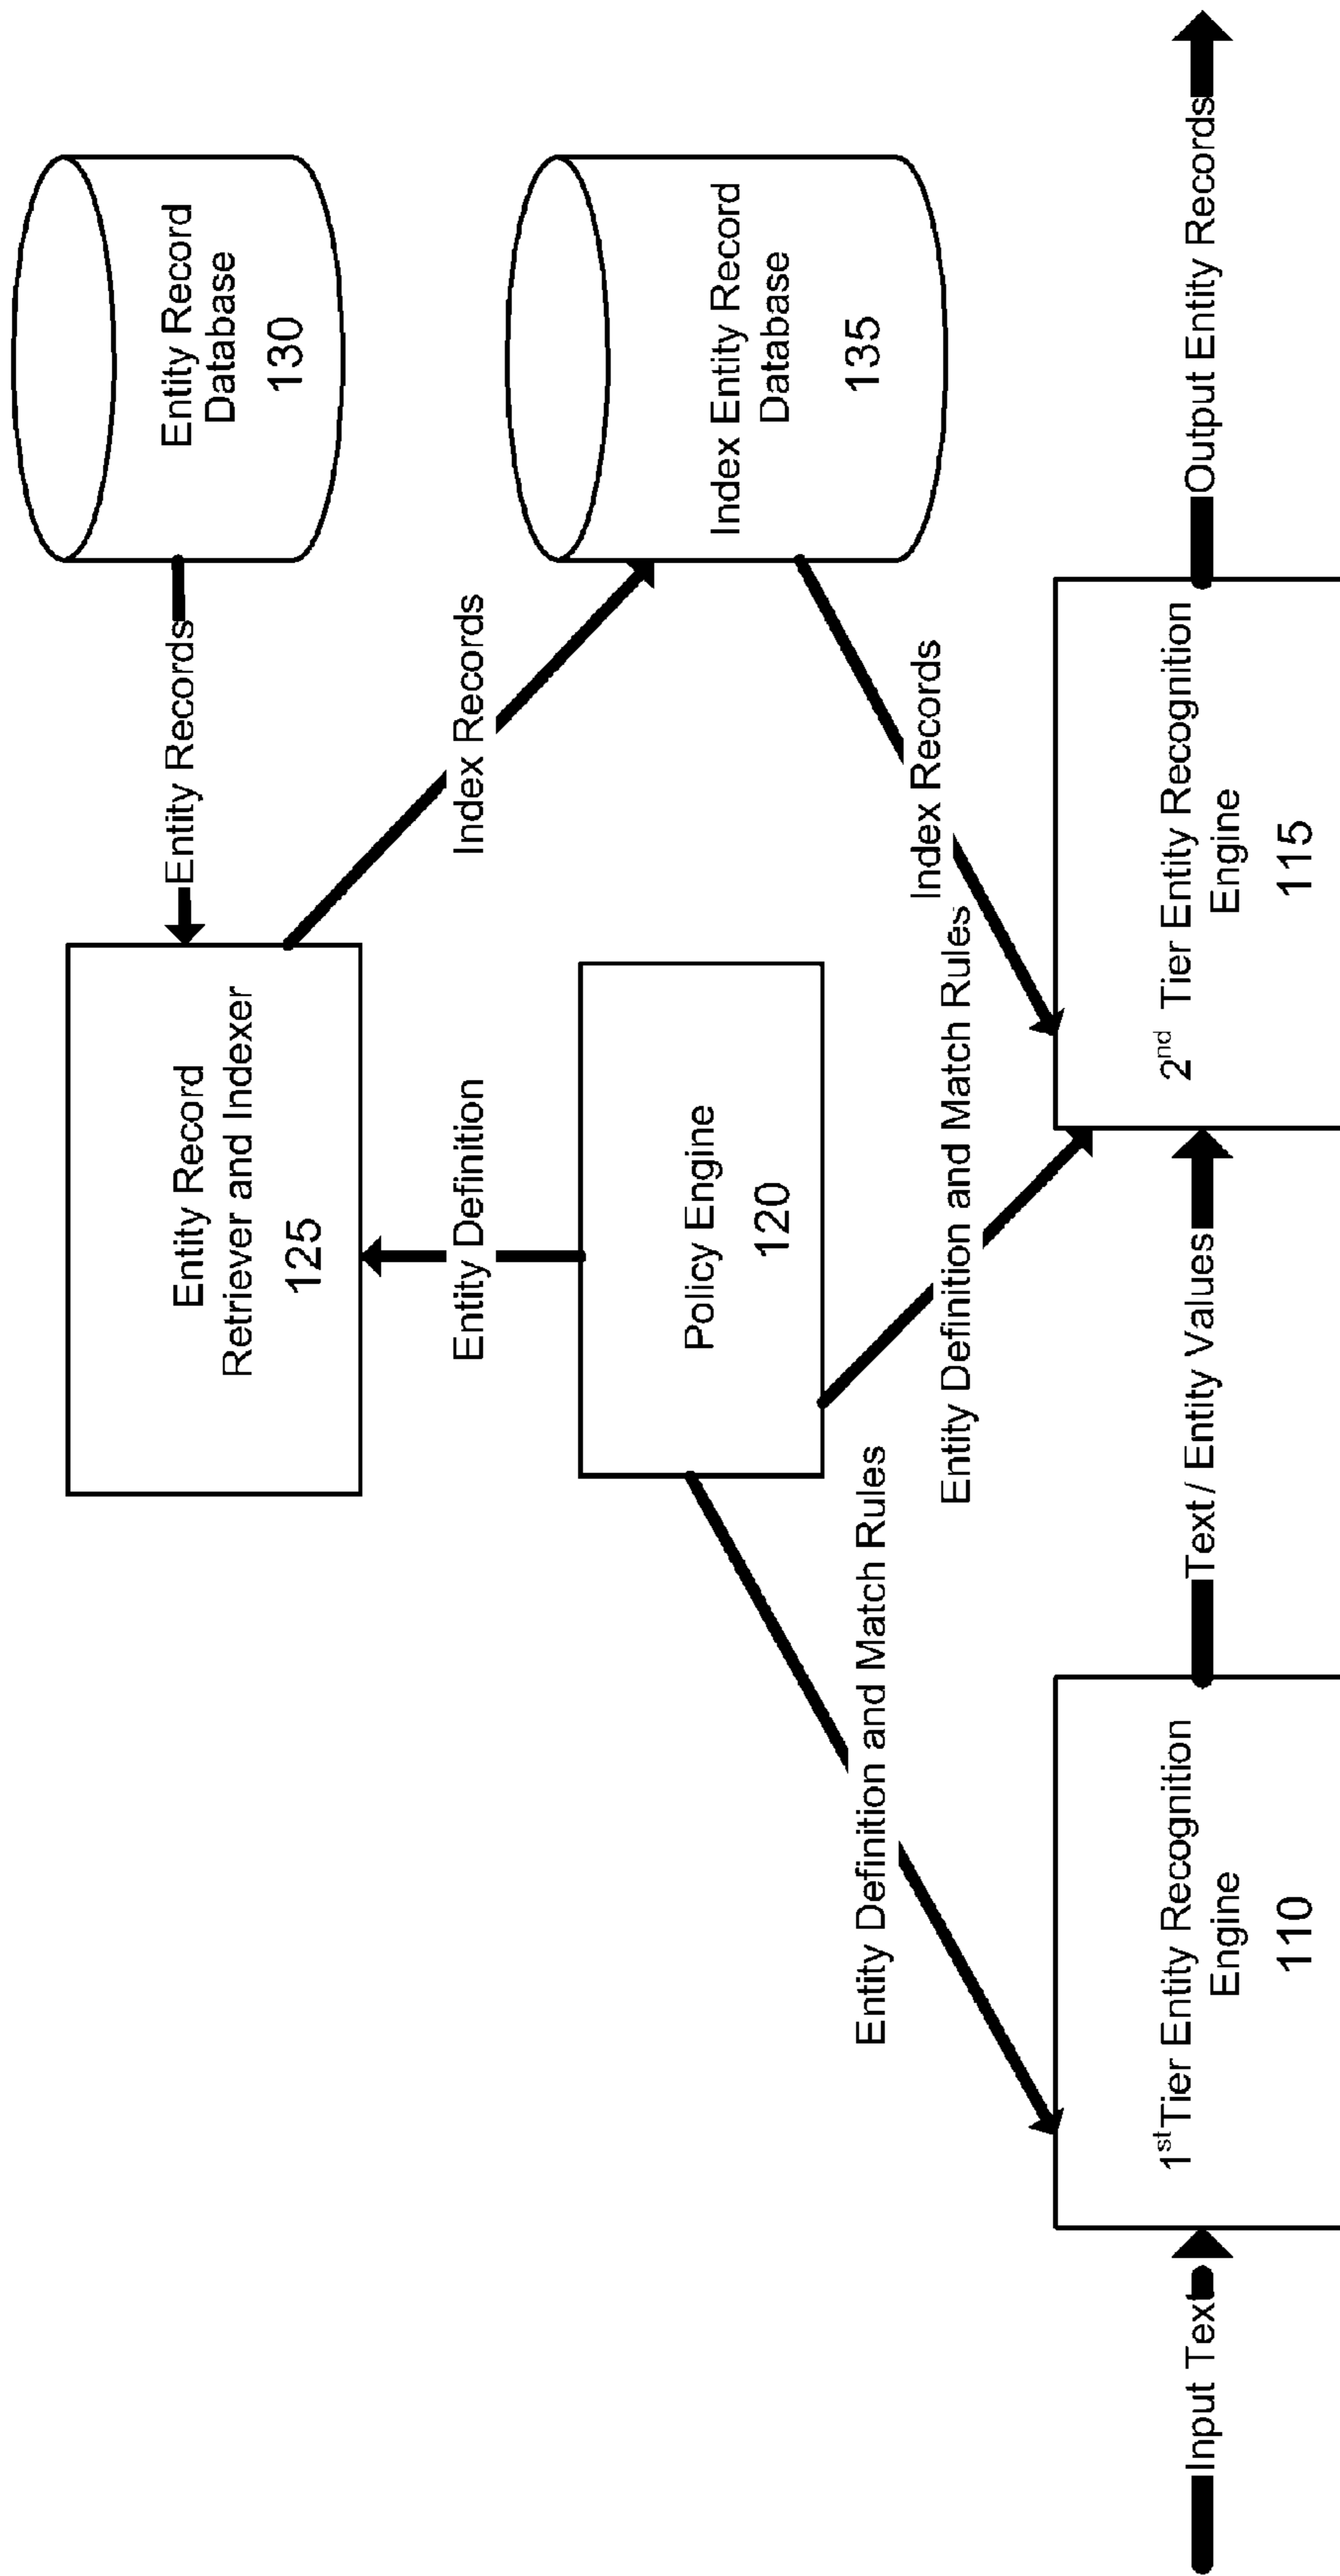 Entity Record
Retriever and Indexer
125
Entity Records
Entity Record
Database
130
Entity Definition
Index Records
Policy Engine
120
Index Entity Record
Database
135
Entity Definition and Match Rules
Entity Definition and Match Rules
Index Records
Input Text
1st Tier Entity Recognition
Engine
110
Text / Entity Values
2nd Tier Entity Recognition
Engine
115
Output Entity Records